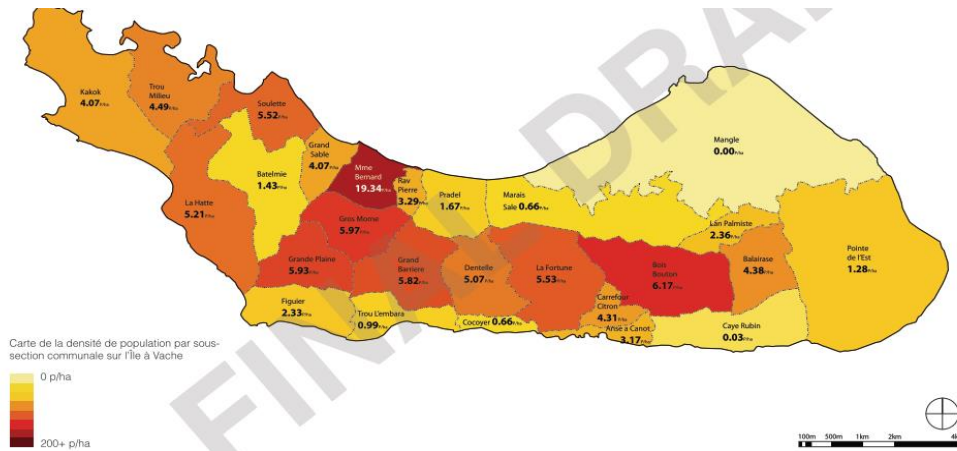 FINAL DRA
Kakok
4.07P/ha
Trou
Milieu
4.49P/ha
Soulette
5.52P/ha
Grand
Sable
4.07P/ha
Batelmie
1.43P/ha
La Hatte
5.21P/ha
Mme
Bernard
19.34P/ha
Rav
Pierre
3.29P/ha
Pradel
1.67P/ha
Marais
Sale 0.66P/ha
Mangle
0.00P/ha
Lan Palmiste
2.36P/ha
Pointe
de l'Est
1.28P/ha
Gros Morne
5.97P/ha
Grande Plaine
5.93P/ha
Grand
Barriere
5.82P/ha
Dentelle
5.07P/ha
La Fortune
5.53P/ha
Bois
Bouton
6.17P/ha
Balairase
4.38P/ha
Figuier
2.33P/ha
Trou L'embara
0.99P/ha
Cocoyer 0.66P/ha
Carrefour
Citron
4.31P/ha
Anse à Canot
3.17P/ha
Caye Rubin
0.03P/ha
Carte de la densité de population par sous-
section communale sur l'Île à Vache
0 p/ha
200+ p/ha
100m 500m 1km 2km 4k